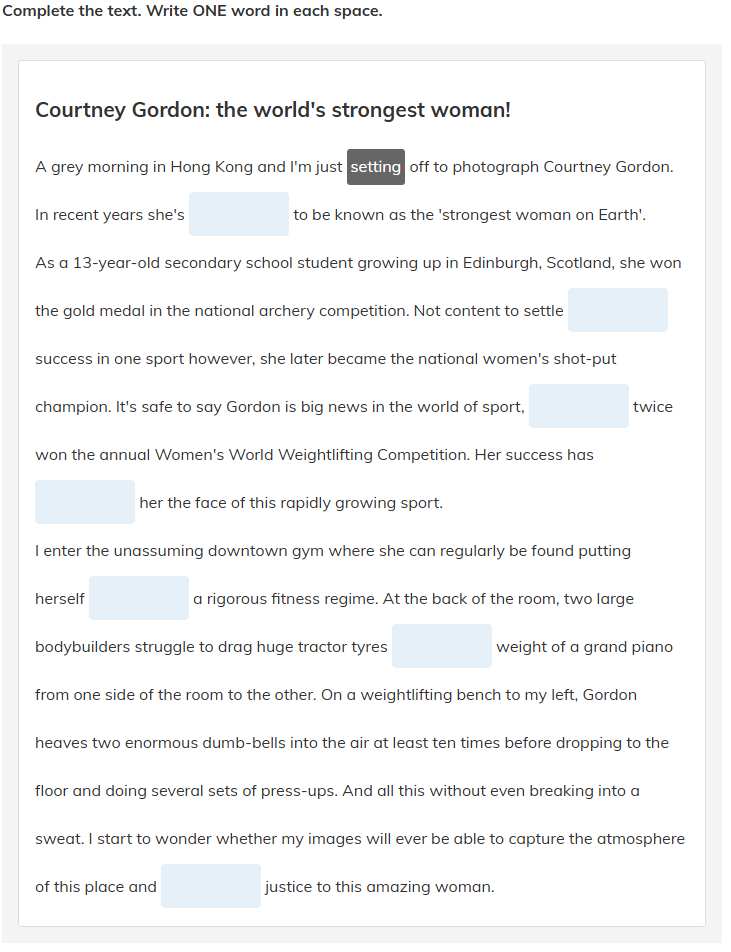 Complete the text. Write ONE word in each space.
Courtney Gordon: the world's strongest woman!
A grey morning in Hong Kong and I'm just setting off to photograph Courtney Gordon.
In recent years she's to be known as the 'strongest woman on Earth'.
As a 13-year-old secondary school student growing up in Edinburgh, Scotland, she won
the gold medal in the national archery competition. Not content to settle
success in one sport however, she later became the national women's shot-put
champion. It's safe to say Gordon is big news in the world of sport, twice
won the annual Women's World Weightlifting Competition. Her success has
her the face of this rapidly growing sport.
I enter the unassuming downtown gym where she can regularly be found putting
herself a rigorous fitness regime. At the back of the room, two large
bodybuilders struggle to drag huge tractor tyres weight of a grand piano
from one side of the room to the other. On a weightlifting bench to my left, Gordon
heaves two enormous dumb-bells into the air at least ten times before dropping to the
floor and doing several sets of press-ups. And all this without even breaking into a
sweat. I start to wonder whether my images will ever be able to capture the atmosphere
of this place and justice to this amazing woman.